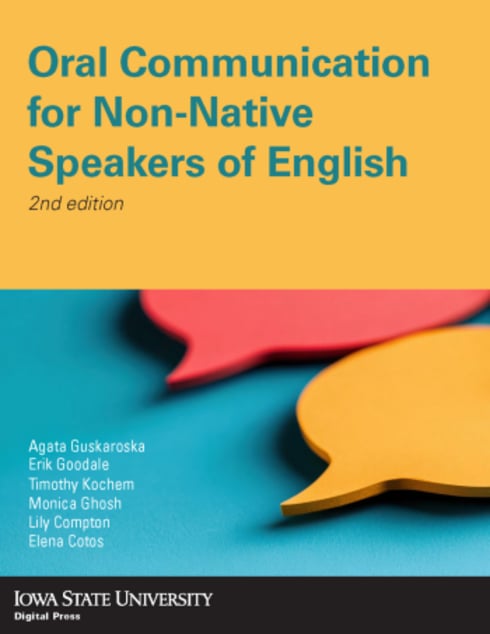 Oral Communication
for Non-Native
Speakers of English
2nd edition
Agata Guskaroska
Erik Goodale
Timothy Kochem
Monica Ghosh
Lily Compton
Elena Cotos
IOWA STATE UNIVERSITY
Digital Press